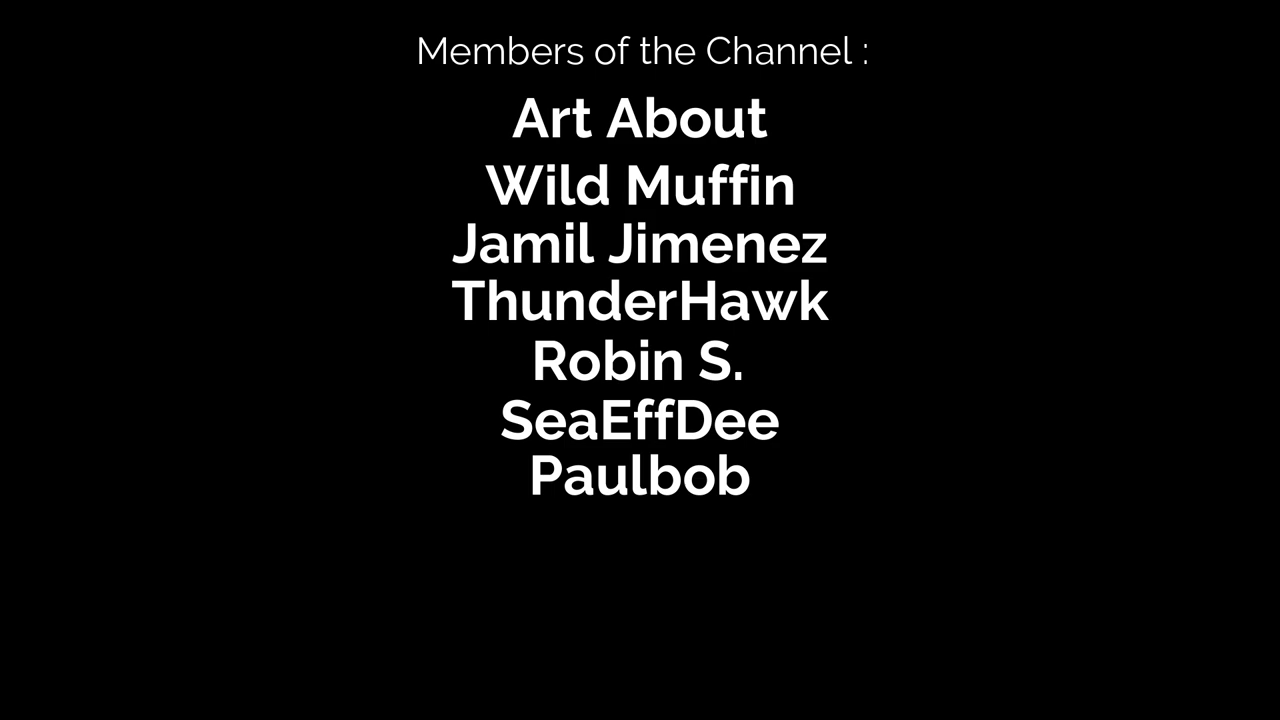 Members of the Channel :
Art About
Wild Muffin
Jamil Jimenez
ThunderHawk
Robin S.
SeaEffDee
Paulbob